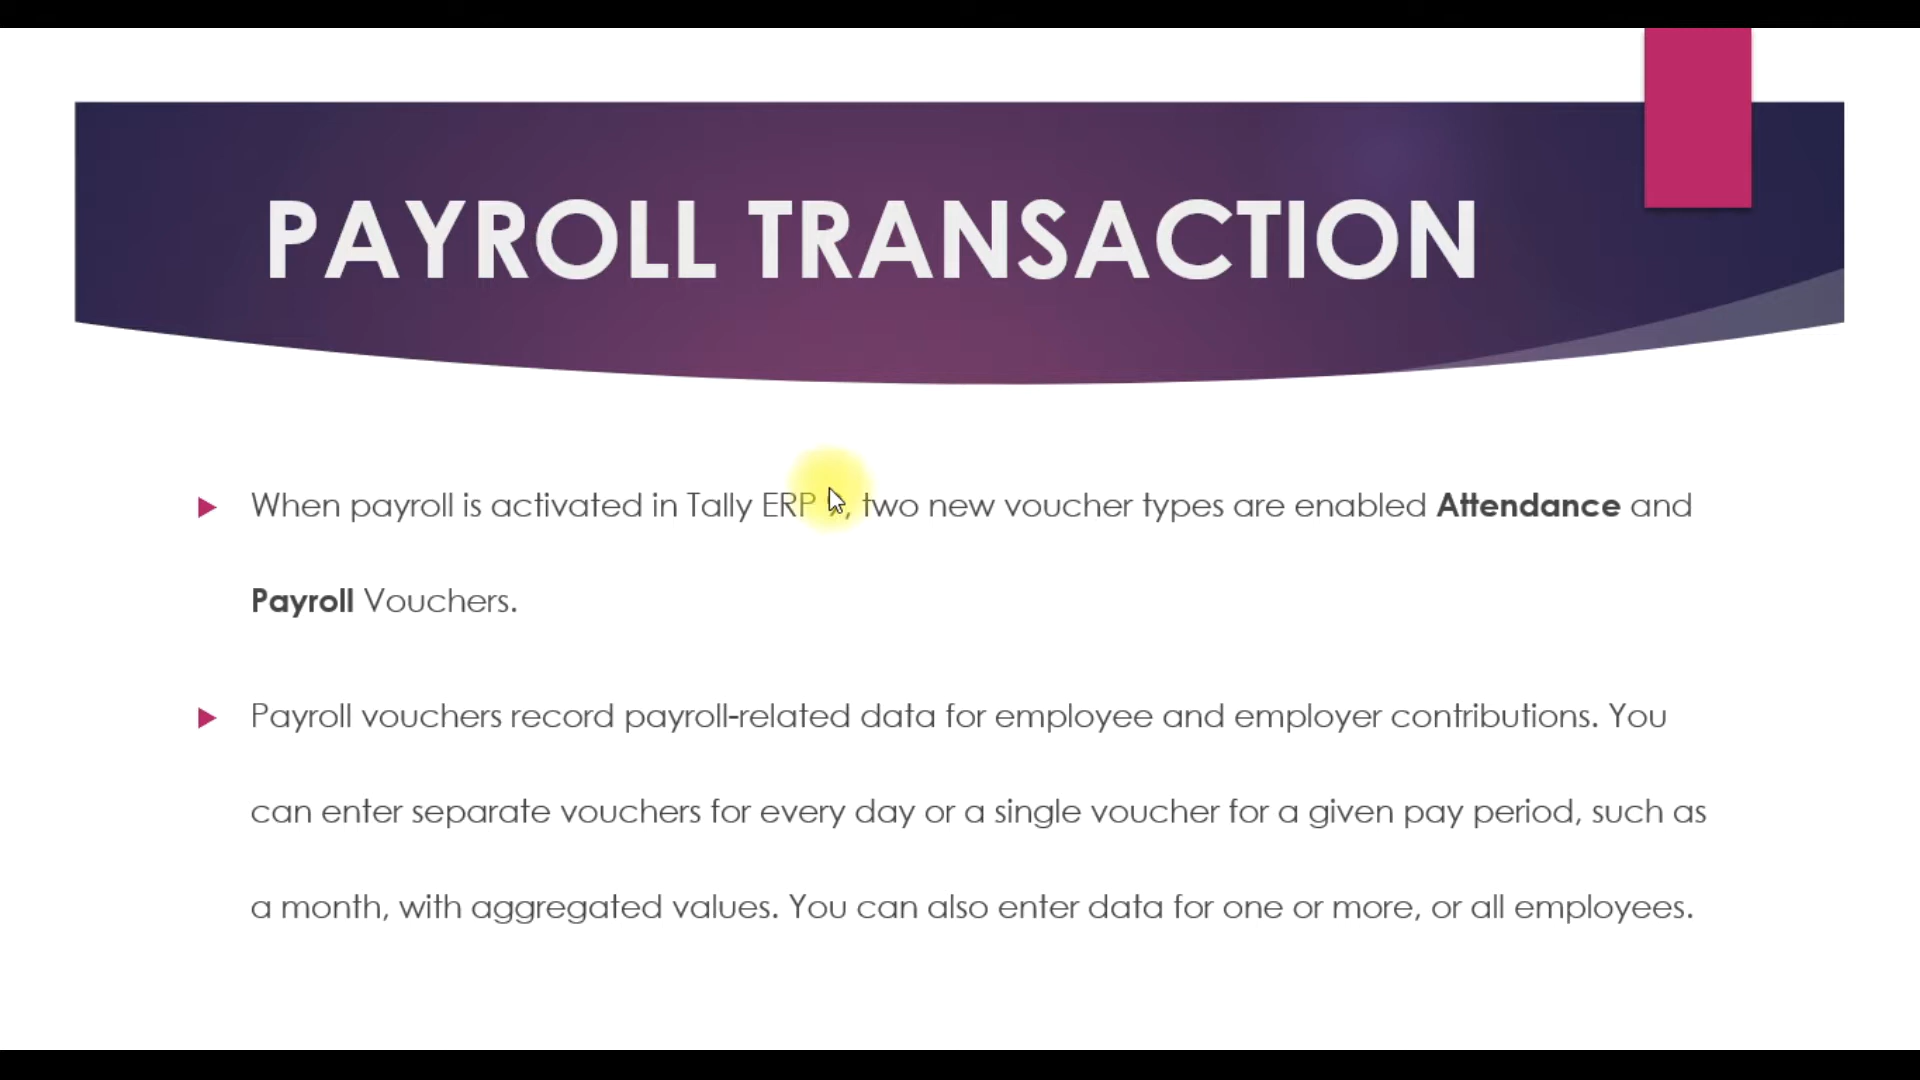 PAYROLL TRANSACTION
When payroll is activated in Tally ERP 9, two new voucher types are enabled Attendance and
Payroll Vouchers.
Payroll vouchers record payroll-related data for employee and employer contributions. You
can enter separate vouchers for every day or a single voucher for a given pay period, such as
a month, with aggregated values. You can also enter data for one or more, or all employees.